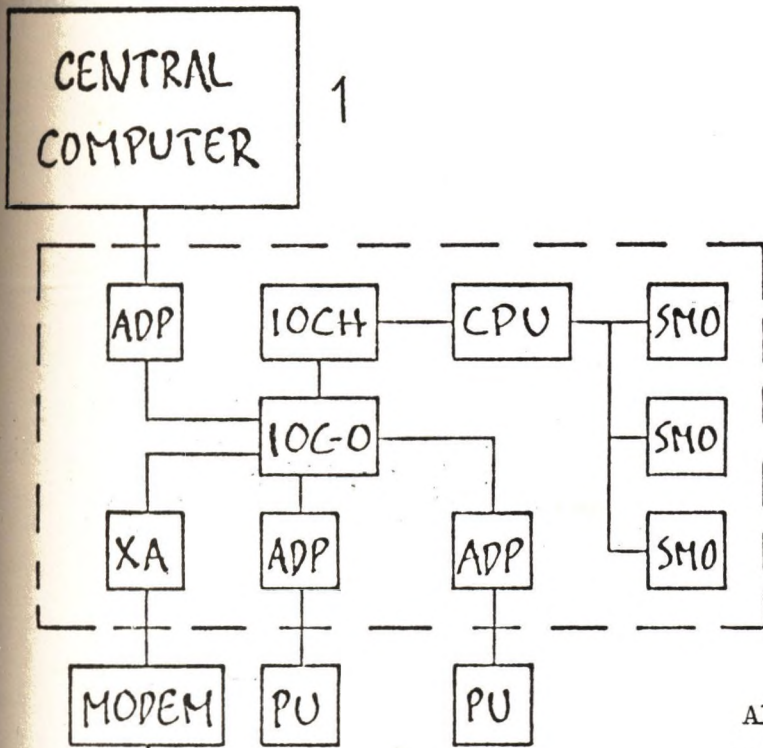 CENTRAL
COMPUTER
1
ADP
IOCH
CPU
SMO
IOC-O
SMO
XA
ADP
ADP
SMO
MODEM
PU
PU